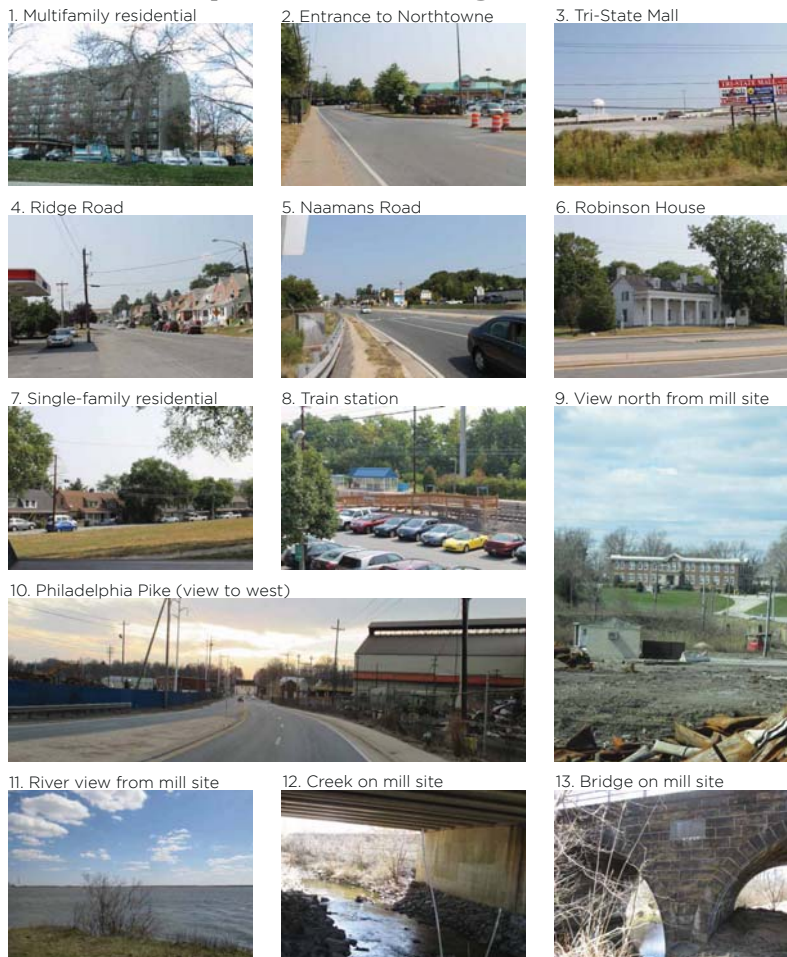 1. Multifamily residential
2. Entrance to Northtowne
3. Tri-State Mall
TRI-STATE MALL
4. Ridge Road
5. Naamans Road
6. Robinson House
7. Single-family residential
8. Train station
9. View north from mill site
10. Philadelphia Pike (view to west)
11. River view from mill site
12. Creek on mill site
13. Bridge on mill site